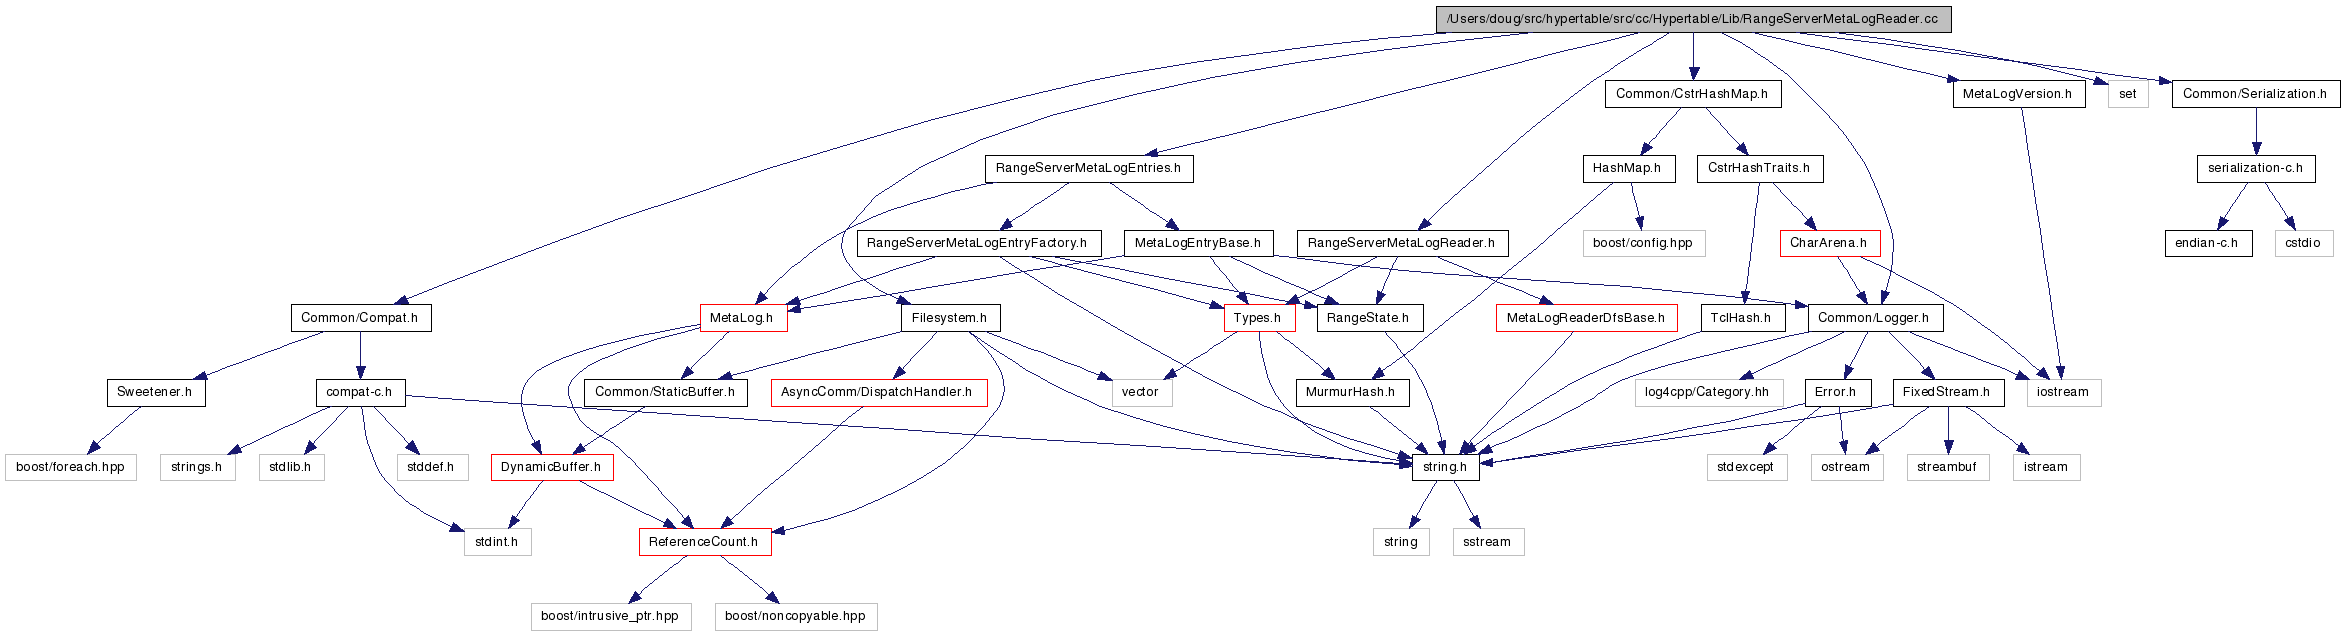 /Users/doug/src/hypertable/src/cc/Hypertable/Lib/RangeServerMetaLogReader.cc
Common/CstrHashMap.h
MetaLogVersion.h
set
Common/Serialization.h
RangeServerMetaLogEntries.h
HashMap.h
CstrHashTraits.h
serialization-c.h
RangeServerMetaLogEntryFactory.h
MetaLogEntryBase.h
RangeServerMetaLogReader.h
boost/config.hpp
CharArena.h
endian-c.h
cstdio
Common/Compat.h
MetaLog.h
Filesystem.h
Types.h
RangeState.h
MetaLogReaderDfsBase.h
TclHash.h
Common/Logger.h
Sweetener.h
compat-c.h
Common/StaticBuffer.h
AsyncComm/DispatchHandler.h
vector
MurmurHash.h
log4cpp/Category.hh
Error.h
FixedStream.h
iostream
boost/foreach.hpp
strings.h
stdlib.h
stddef.h
DynamicBuffer.h
string.h
stdexcept
ostream
streambuf
istream
stdint.h
ReferenceCount.h
string
sstream
boost/intrusive_ptr.hpp
boost/noncopyable.hpp